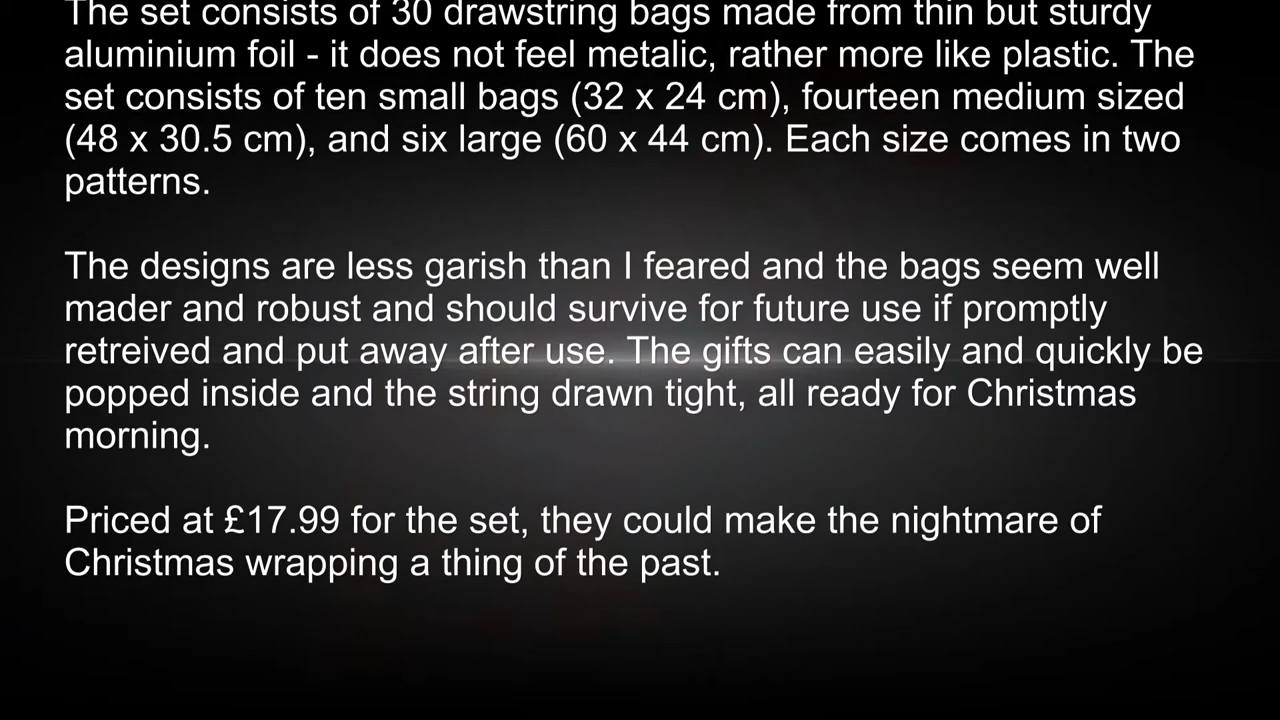 The set consists of 30 drawstring bags made from thin but sturdy
aluminium foil - it does not feel metalic, rather more like plastic. The
set consists of ten small bags (32 x 24 cm), fourteen medium sized
(48 x 30.5 cm), and six large (60 x 44 cm). Each size comes in two
patterns.
The designs are less garish than I feared and the bags seem well
mader and robust and should survive for future use if promptly
retreived and put away after use. The gifts can easily and quickly be
popped inside and the string drawn tight, all ready for Christmas
morning.
Priced at £17.99 for the set, they could make the nightmare of
Christmas wrapping a thing of the past.